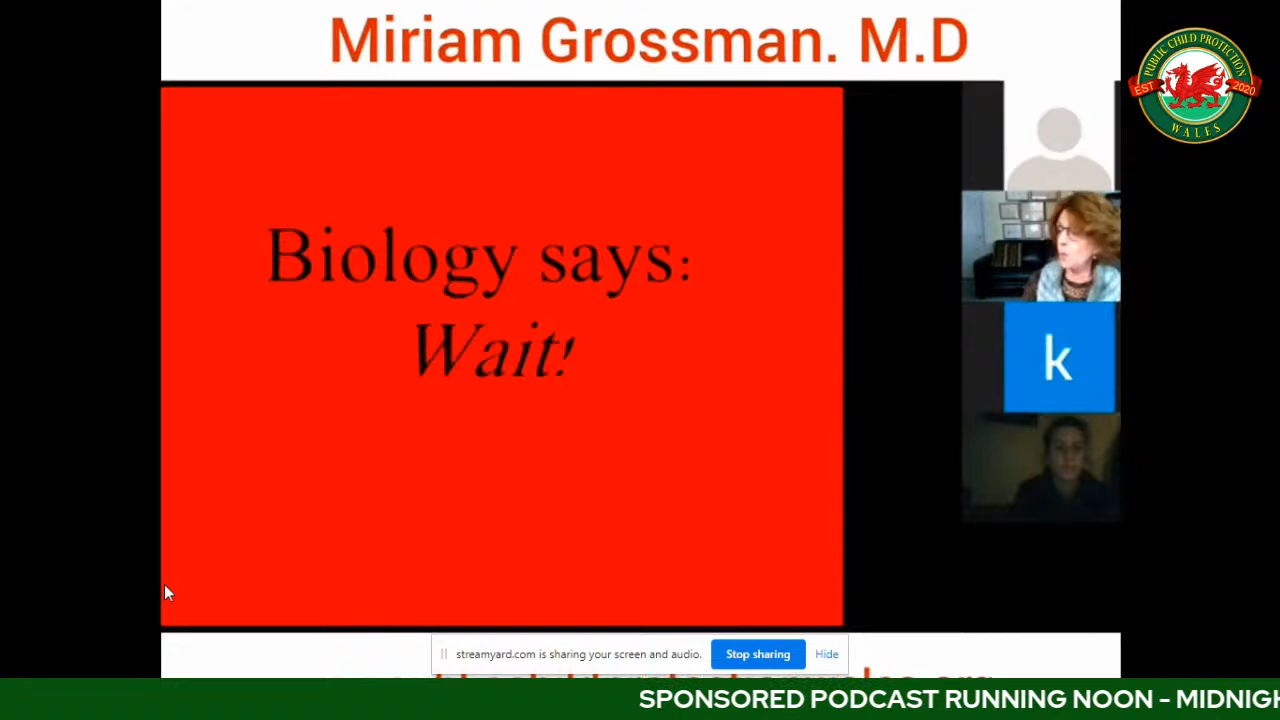 Miriam Grossman. M.D
PUBLIC CHILD PROTECTION
EST 2020
WALES
Biology says:
Wait!
k
streamyard.com is sharing your screen and audio.
Stop sharing
Hide
SPONSORED PODCAST RUNNING NOON - MIDNIGH